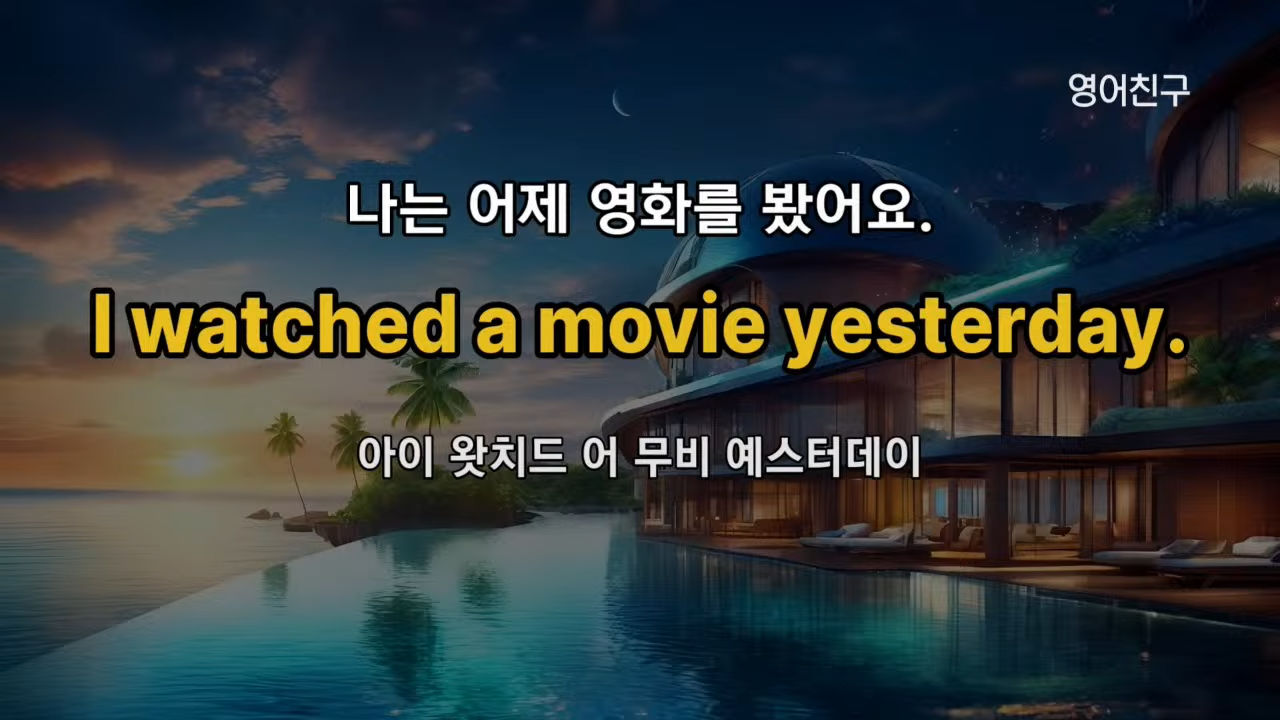 영어친구
나는 어제 영화를 봤어요.
I watched a movie yesterday.
아이 왓치드 어 무비 예스터데이